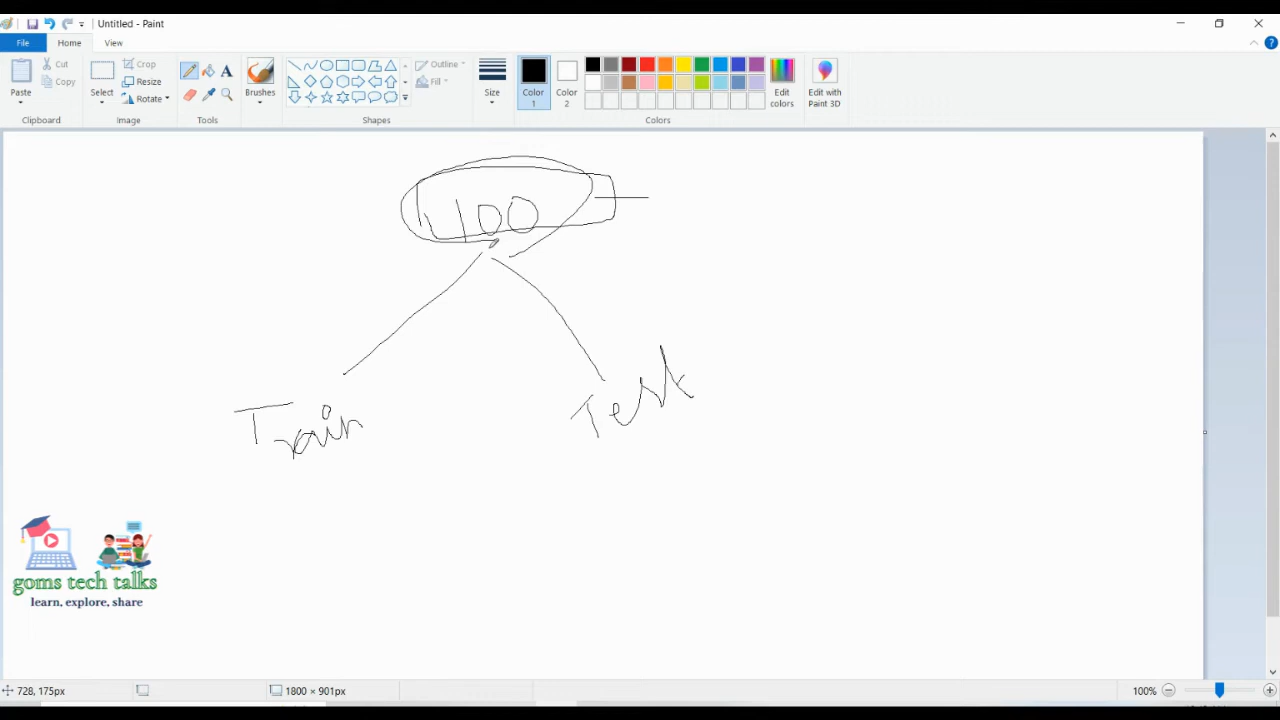 Untitled - Paint
File Home View
Paste Cut Copy Clipboard
Select Crop Resize Rotate Image
Tools
Brushes
Outline Fill Shapes
Size
Color 1 Color 2 Edit colors Edit with Paint 3D Colors
100
Train Test
goms tech talks
learn, explore, share
728, 175px 1800 × 901px 100%